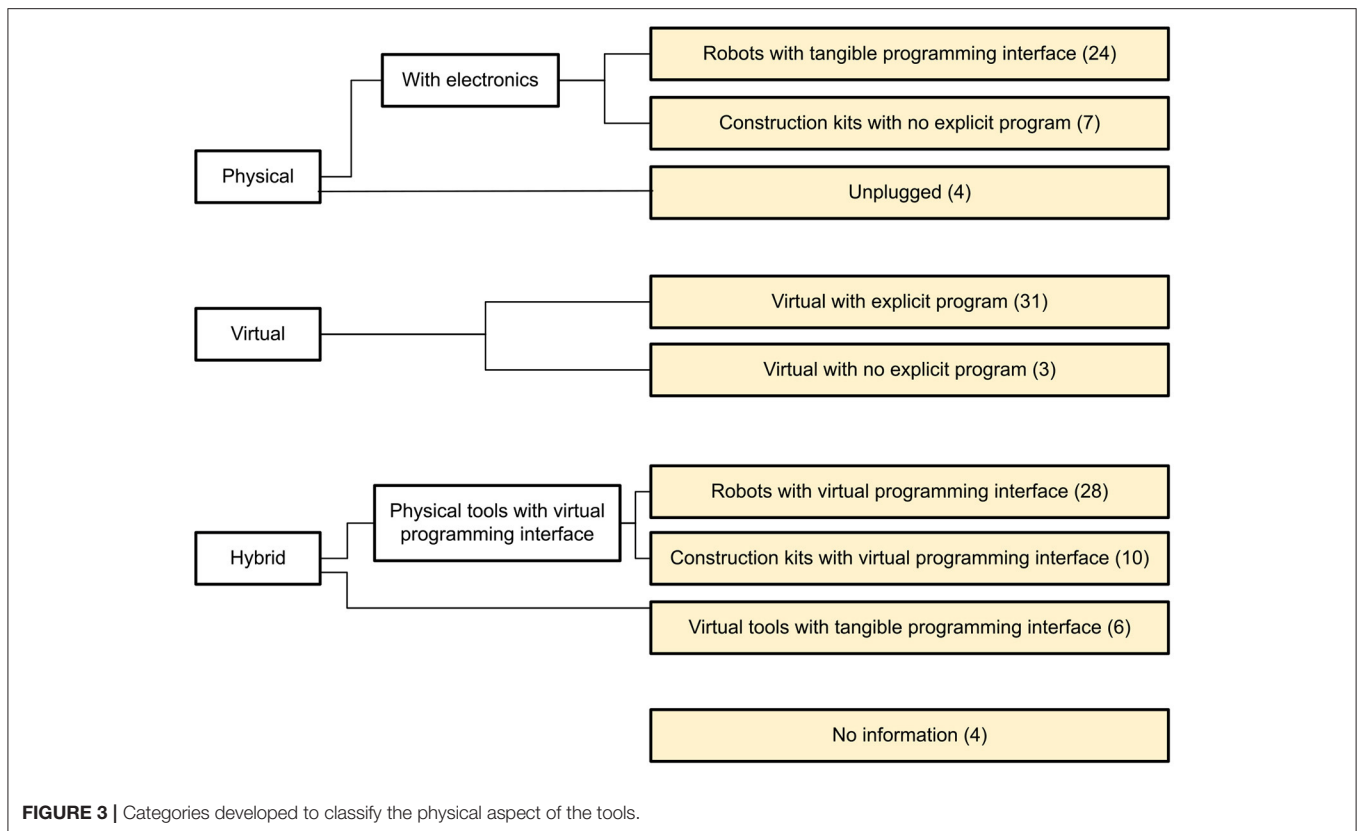 Physical
With electronics
Robots with tangible programming interface (24)
Construction kits with no explicit program (7)
Unplugged (4)
Virtual
Virtual with explicit program (31)
Virtual with no explicit program (3)
Hybrid
Physical tools with virtual
programming interface
Robots with virtual programming interface (28)
Construction kits with virtual programming interface (10)
Virtual tools with tangible programming interface (6)
No information (4)
FIGURE 3 | Categories developed to classify the physical aspect of the tools.